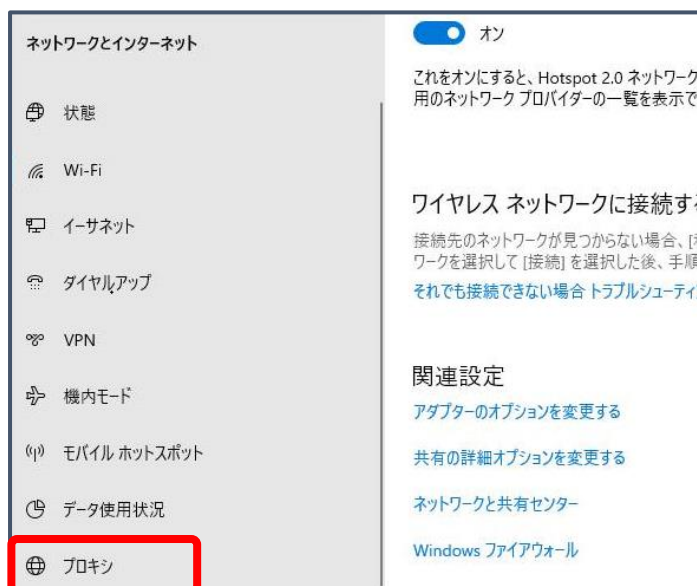 ネットワークとインターネット
状態
Wi-Fi
イーサネット
ダイヤルアップ
VPN
機内モード
モバイル ホットスポット
データ使用状況
プロキシ
オン
これをオンにすると、Hotspot 2.0 ネットワーク
用のネットワーク プロバイダーの一覧を表示で
ワイヤレス ネットワークに接続す
接続先のネットワークが見つからない場合、[
ワークを選択して [接続] を選択した後、手順
それでも接続できない場合 トラブルシューティ
関連設定
アダプターのオプションを変更する
共有の詳細オプションを変更する
ネットワークと共有センター
Windows ファイアウォール